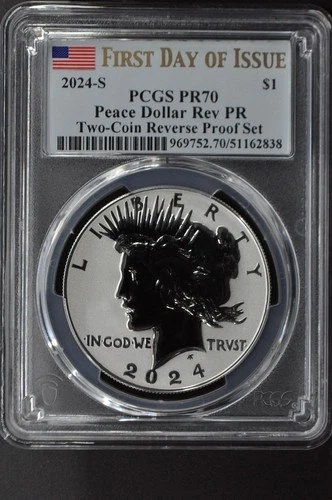 FIRST DAY OF ISSUE
2024-S $1
PCGS PR70
Peace Dollar Rev PR
Two-Coin Reverse Proof Set
969752.70/51162838
LIBERTY
IN GOD WE TRVST
2024
PCGS